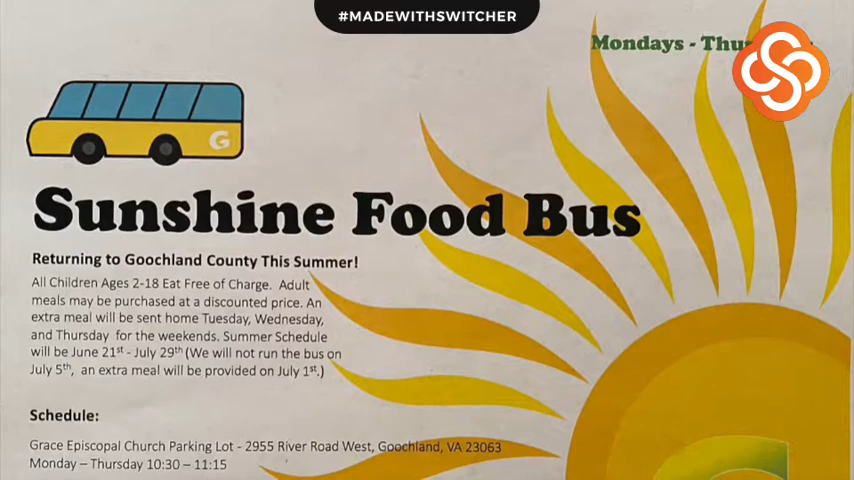 #MADEWITHSWITCHER
Mondays -
G
Sunshine Food Bus
Returning to Goochland County This Summer!
All Children Ages 2-18 Eat Free of Charge. Adult
meals may be purchased at a discounted price. An
extra meal will be sent home Tuesday, Wednesday,
and Thursday for the weekends. Summer Schedule
will be June 21st - July 29th (We will not run the bus on
July 5th, an extra meal will be provided on July 1st.)
Schedule:
Grace Episcopal Church Parking Lot - 2955 River Road West, Goochland, VA 23063
Monday – Thursday 10:30 – 11:15